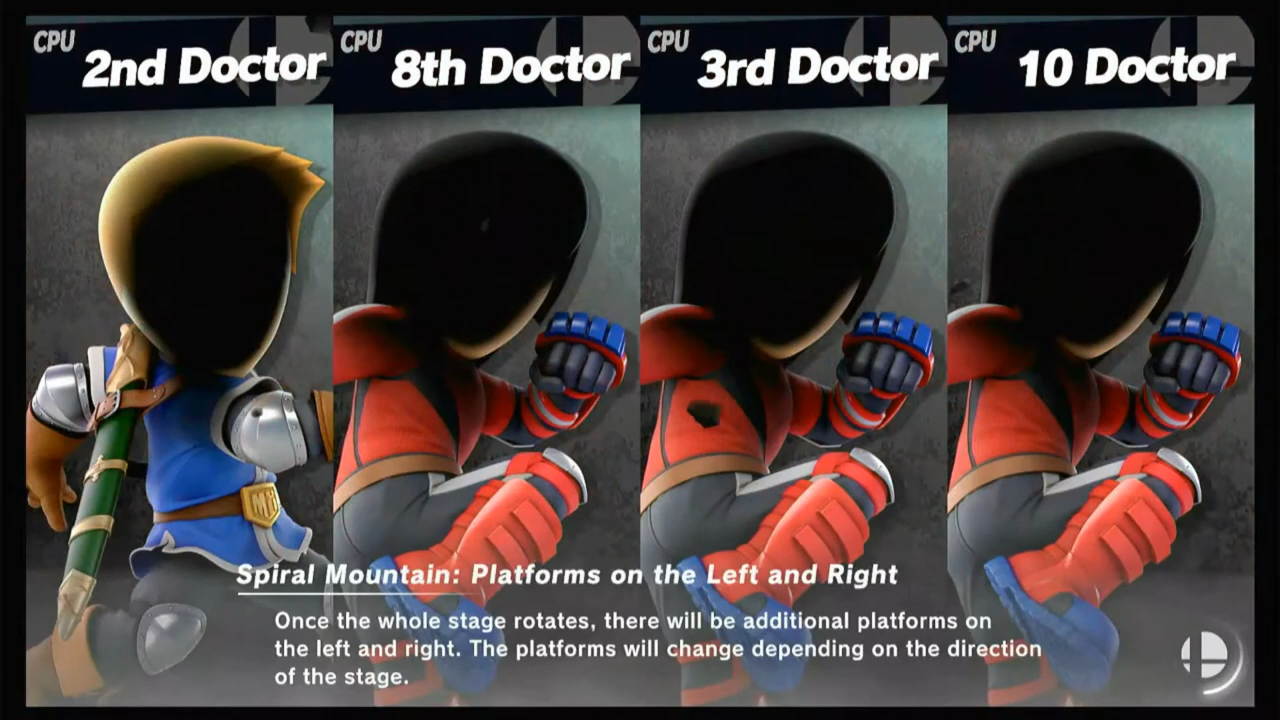 CPU 2nd Doctor
CPU 8th Doctor
CPU 3rd Doctor
CPU 10 Doctor
Spiral Mountain: Platforms on the Left and Right
Once the whole stage rotates, there will be additional platforms on
the left and right. The platforms will change depending on the direction
of the stage.